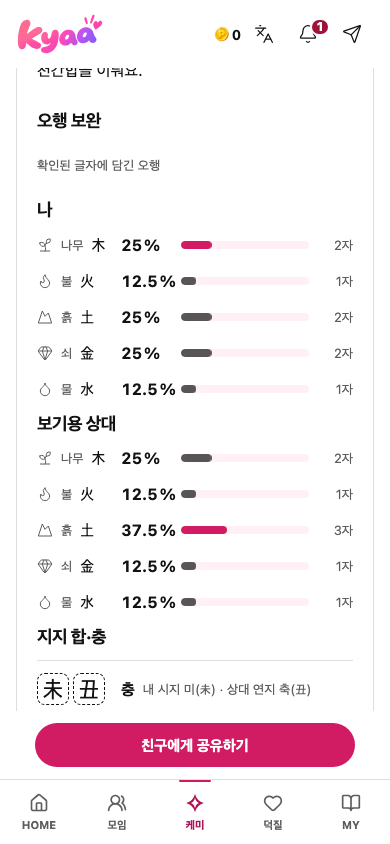 kyaa
0
1
천간합을 이뤄요.
오행 보완
확인된 글자에 담긴 오행
나
나무 木 25% 2자
불 火 12.5% 1자
흙 土 25% 2자
쇠 金 25% 2자
물 水 12.5% 1자
보기용 상대
나무 木 25% 2자
불 火 12.5% 1자
흙 土 37.5% 3자
쇠 金 12.5% 1자
물 水 12.5% 1자
지지 합·충
未 丑 충 내 시지 미(未) · 상대 연지 축(丑)
친구에게 공유하기
HOME 모임 케미 덕질 MY